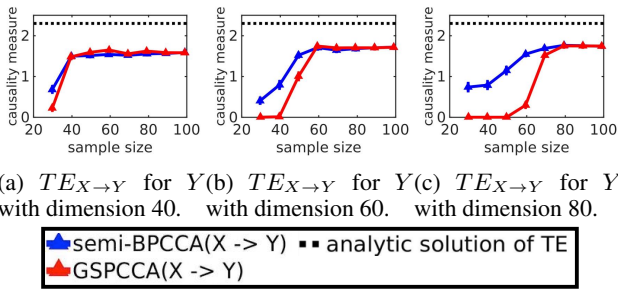 causality measure
2
1
0
20 40 60 80 100
sample size
causality measure
2
1
0
20 40 60 80 100
sample size
causality measure
2
1
0
20 40 60 80 100
sample size
(a) TE_{X→Y} for Y with dimension 40.
(b) TE_{X→Y} for Y with dimension 60.
(c) TE_{X→Y} for Y with dimension 80.
semi-BPCCA(X -> Y) analytic solution of TE
GSPCCA(X -> Y)